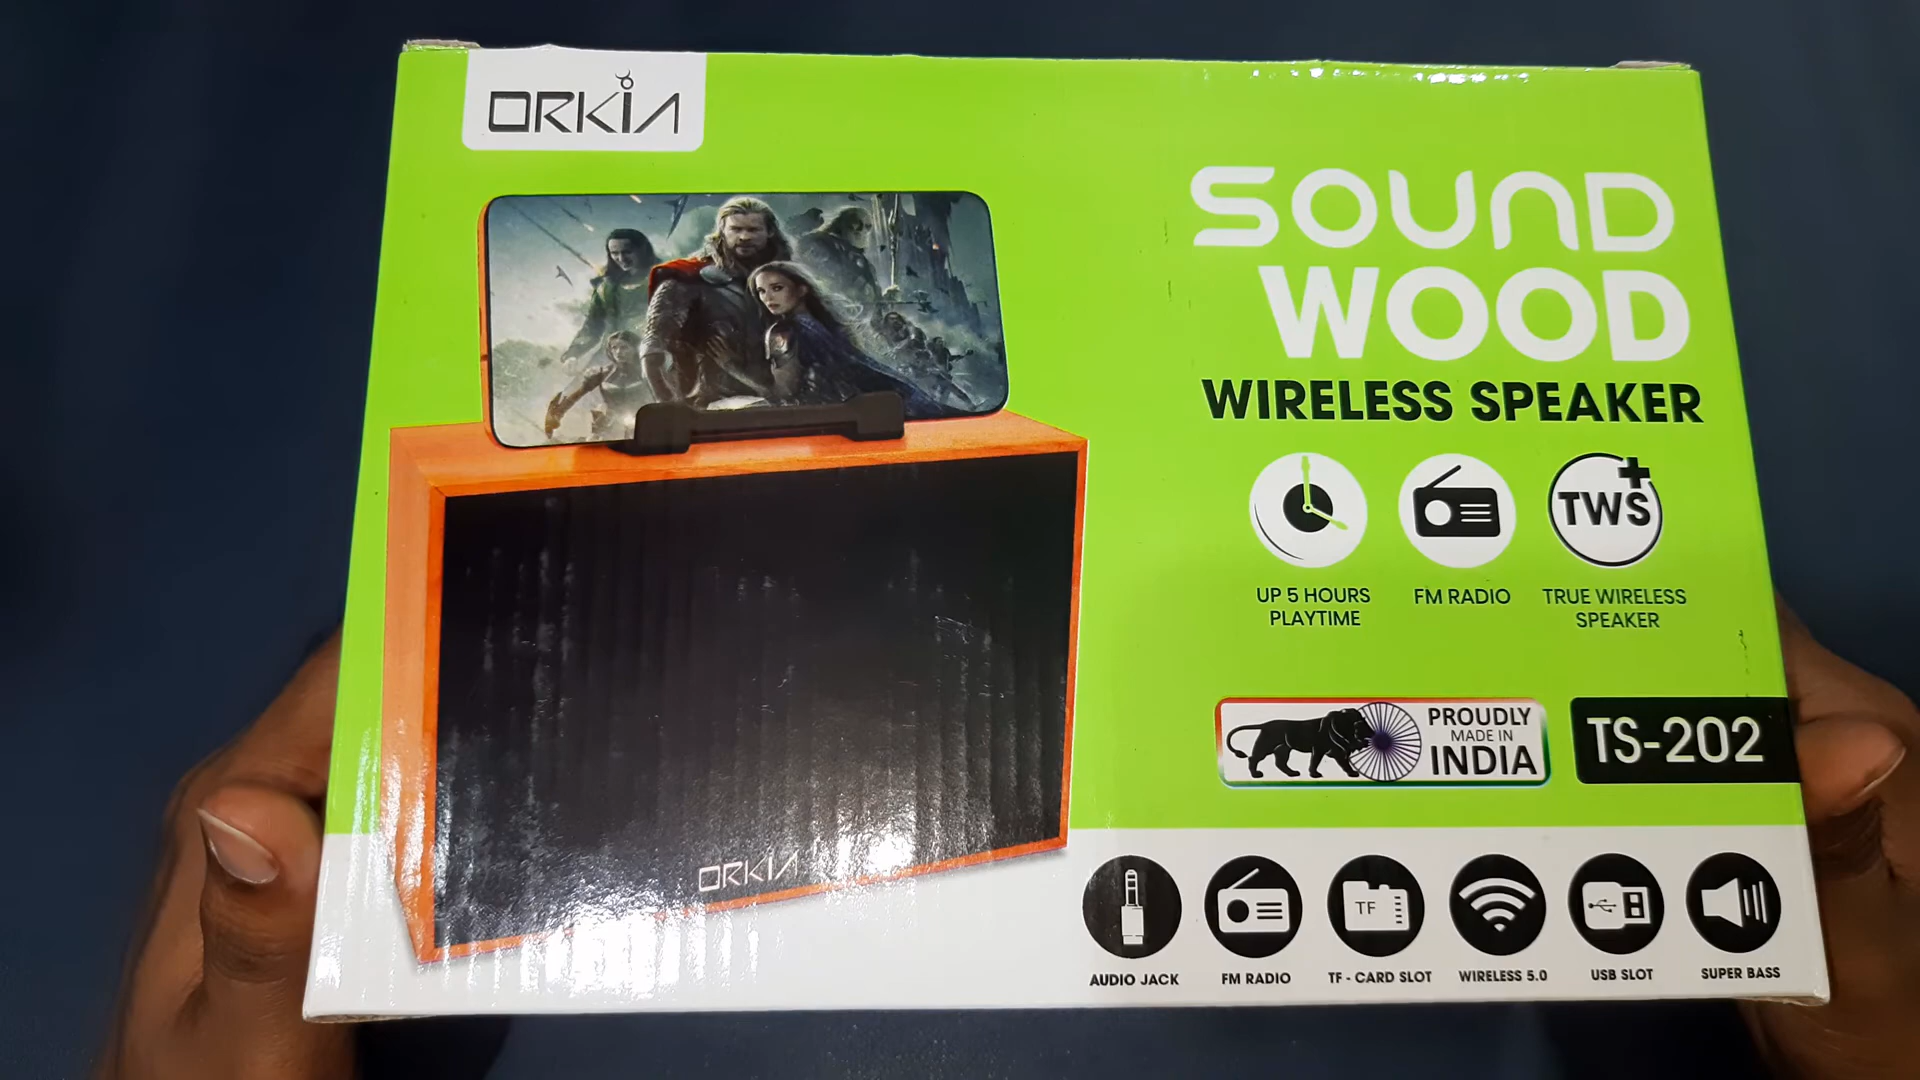 ORKIA
SOUND
WOOD
WIRELESS SPEAKER
TWS+
UP 5 HOURS
PLAYTIME
FM RADIO
TRUE WIRELESS
SPEAKER
PROUDLY
MADE IN
INDIA
TS-202
ORKIA
TF
AUDIO JACK
FM RADIO
TF - CARD SLOT
WIRELESS 5.0
USB SLOT
SUPER BASS